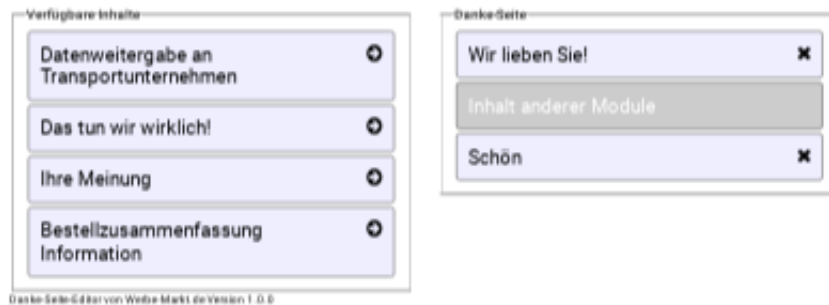 Verfügbare Inhalte
Datenweitergabe an
Transportunternehmen
Das tun wir wirklich!
Ihre Meinung
Bestellzusammenfassung
Information
Danke-Seite
Wir lieben Sie!
Inhalt anderer Module
Schön
Danke-Seite-Editor von Werbe-Markt.de Version 1.0.0